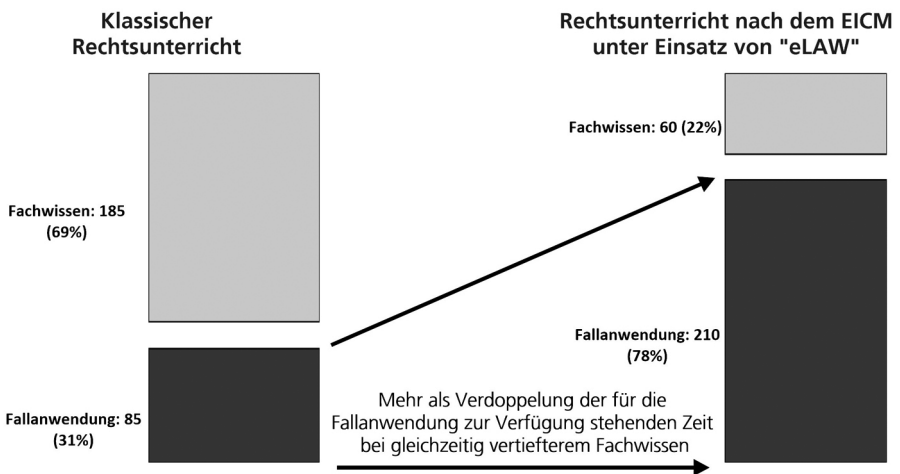 Klassischer
Rechtsunterricht
Rechtsunterricht nach dem EICM
unter Einsatz von "eLAW"
Fachwissen: 185
(69%)
Fallanwendung: 85
(31%)
Fachwissen: 60 (22%)
Fallanwendung: 210
(78%)
Mehr als Verdoppelung der für die
Fallanwendung zur Verfügung stehenden Zeit
bei gleichzeitig vertiefterem Fachwissen